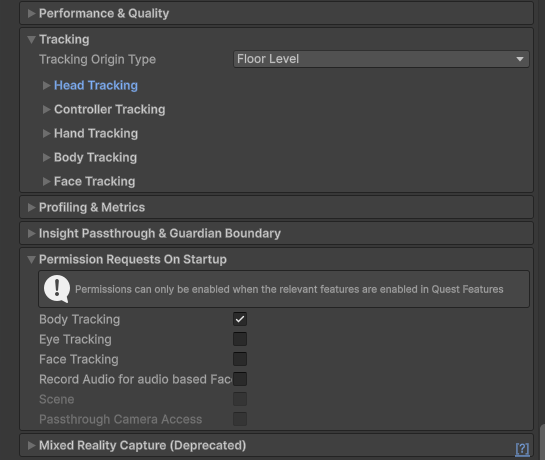 Performance & Quality
Tracking
Tracking Origin Type Floor Level
Head Tracking
Controller Tracking
Hand Tracking
Body Tracking
Face Tracking
Profiling & Metrics
Insight Passthrough & Guardian Boundary
Permission Requests On Startup
Permissions can only be enabled when the relevant features are enabled in Quest Features
Body Tracking
Eye Tracking
Face Tracking
Record Audio for audio based Fac
Scene
Passthrough Camera Access
Mixed Reality Capture (Deprecated)
[?]